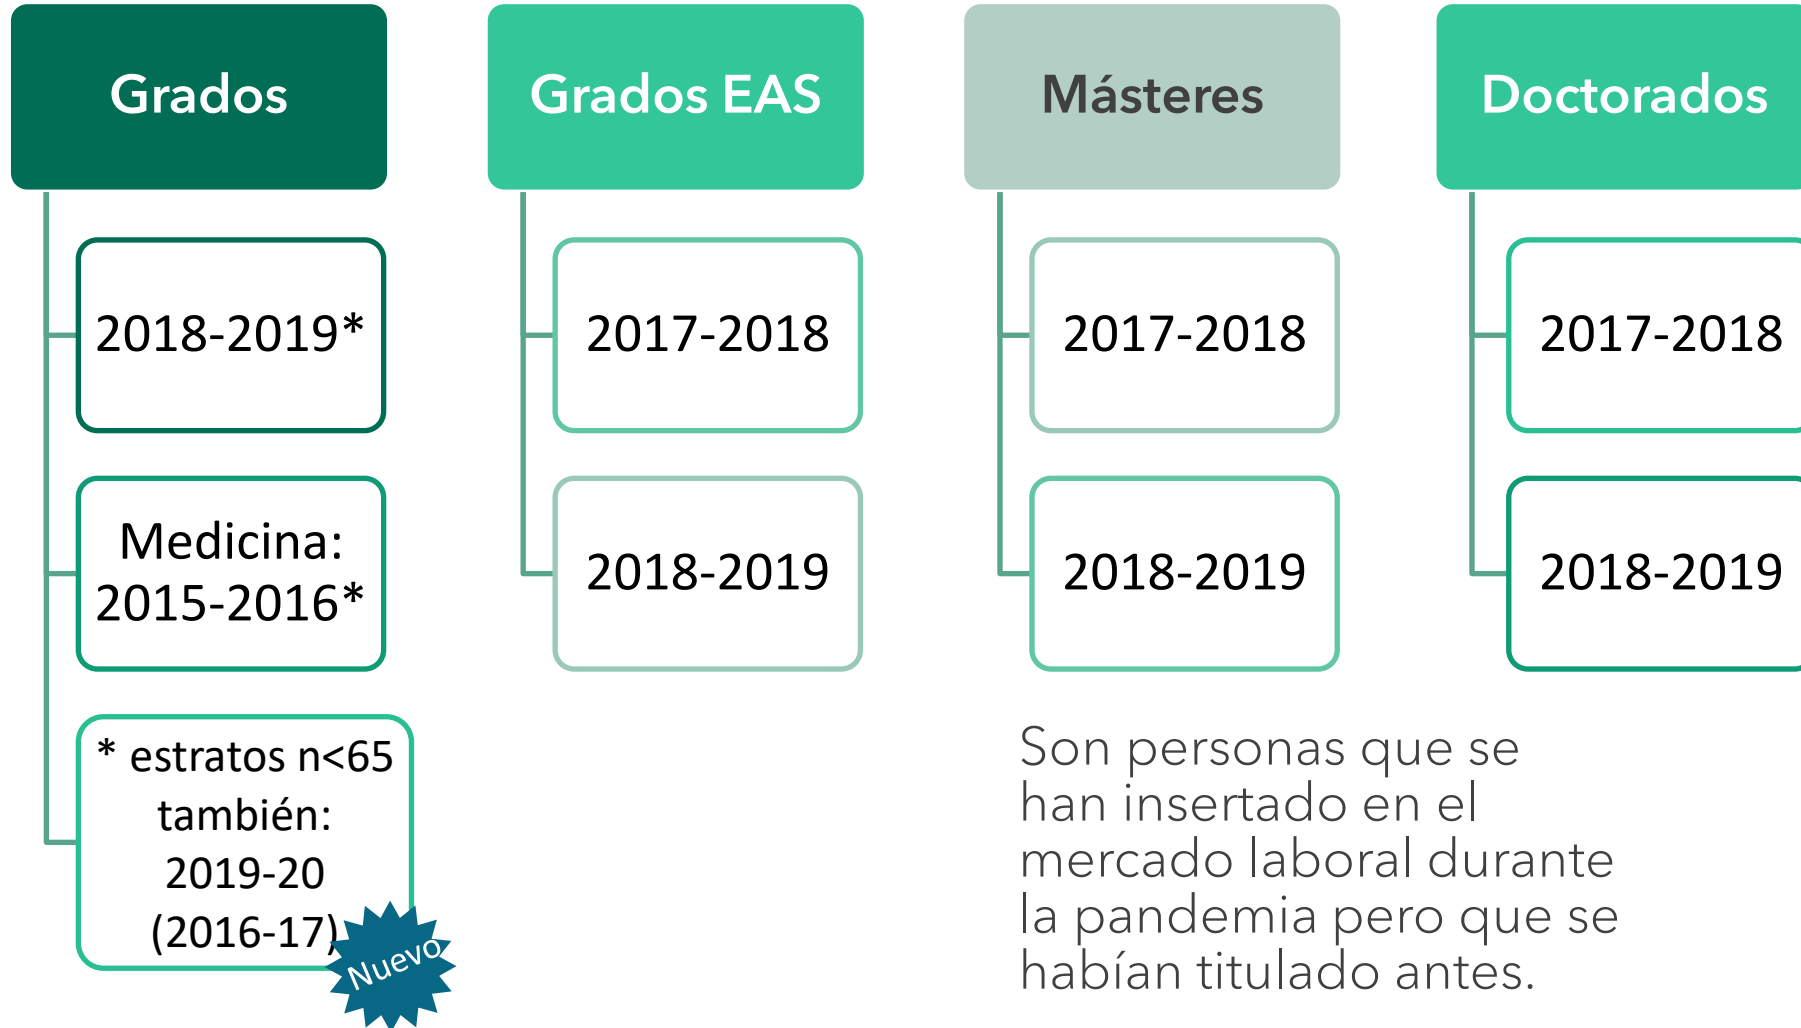 Grados
2018-2019*
Medicina:
2015-2016*
* estratos n<65
también:
2019-20
(2016-17)
Nuevo
Grados EAS
2017-2018
2018-2019
Másteres
2017-2018
2018-2019
Doctorados
2017-2018
2018-2019
Son personas que se
han insertado en el
mercado laboral durante
la pandemia pero que se
habían titulado antes.